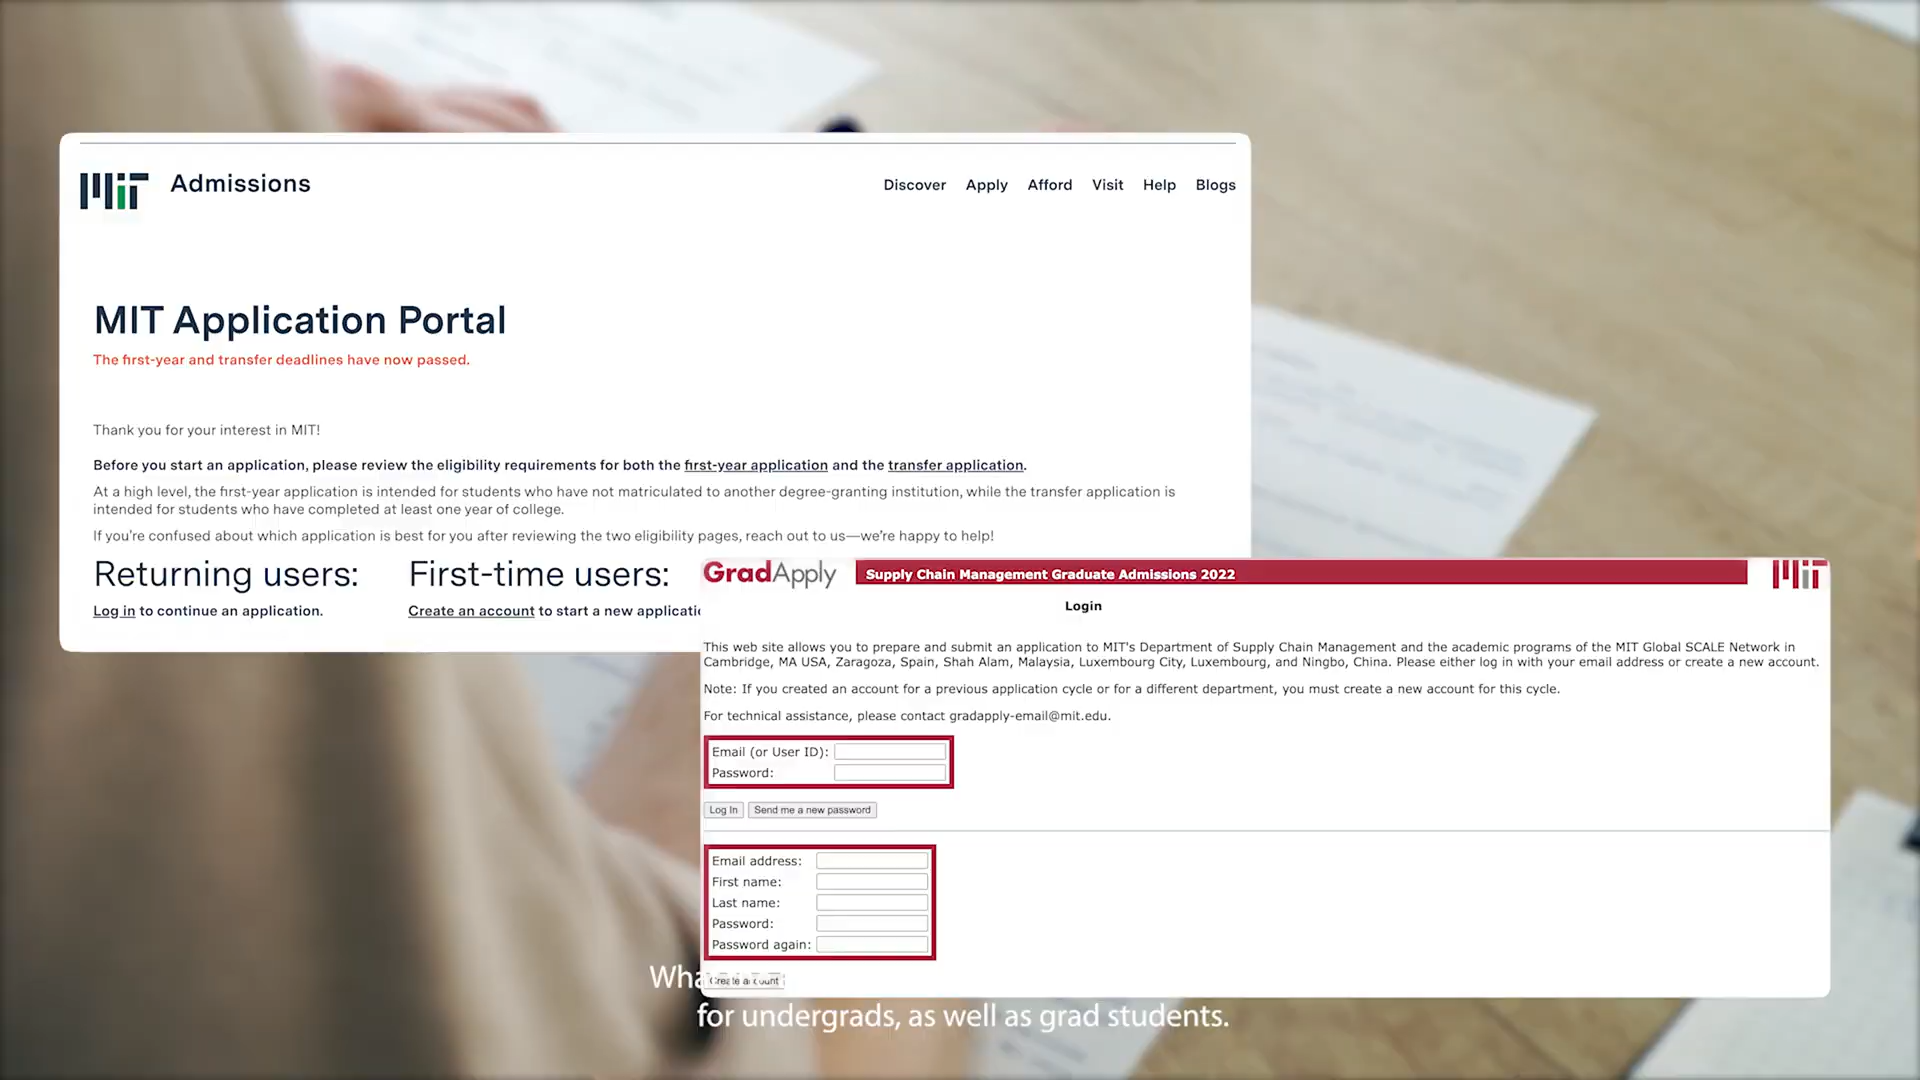 MIT Admissions
Discover Apply Afford Visit Help Blogs
MIT Application Portal
The first-year and transfer deadlines have now passed.
Thank you for your interest in MIT!
Before you start an application, please review the eligibility requirements for both the first-year application and the transfer application.
At a high level, the first-year application is intended for students who have not matriculated to another degree-granting institution, while the transfer application is
intended for students who have completed at least one year of college.
If you're confused about which application is best for you after reviewing the two eligibility pages, reach out to us—we're happy to help!
Returning users:
Log in to continue an application.
First-time users:
Create an account to start a new
GradApply
Supply Chain Management Graduate Admissions 2022
MIT
Login
This web site allows you to prepare and submit an application to MIT's Department of Supply Chain Management and the academic programs of the MIT Global SCALE Network in
Cambridge, MA USA, Zaragoza, Spain, Shah Alam, Malaysia, Luxembourg City, Luxembourg, and Ningbo, China. Please either log in with your email address or create a new account.
Note: If you created an account for a previous application cycle or for a different department, you must create a new account for this cycle.
For technical assistance, please contact gradapply-email@mit.edu.
Email (or User ID):
Password:
Log In Send me a new password
Email address:
First name:
Last name:
Password:
Password again:
Create account
for undergrads, as well as grad students.